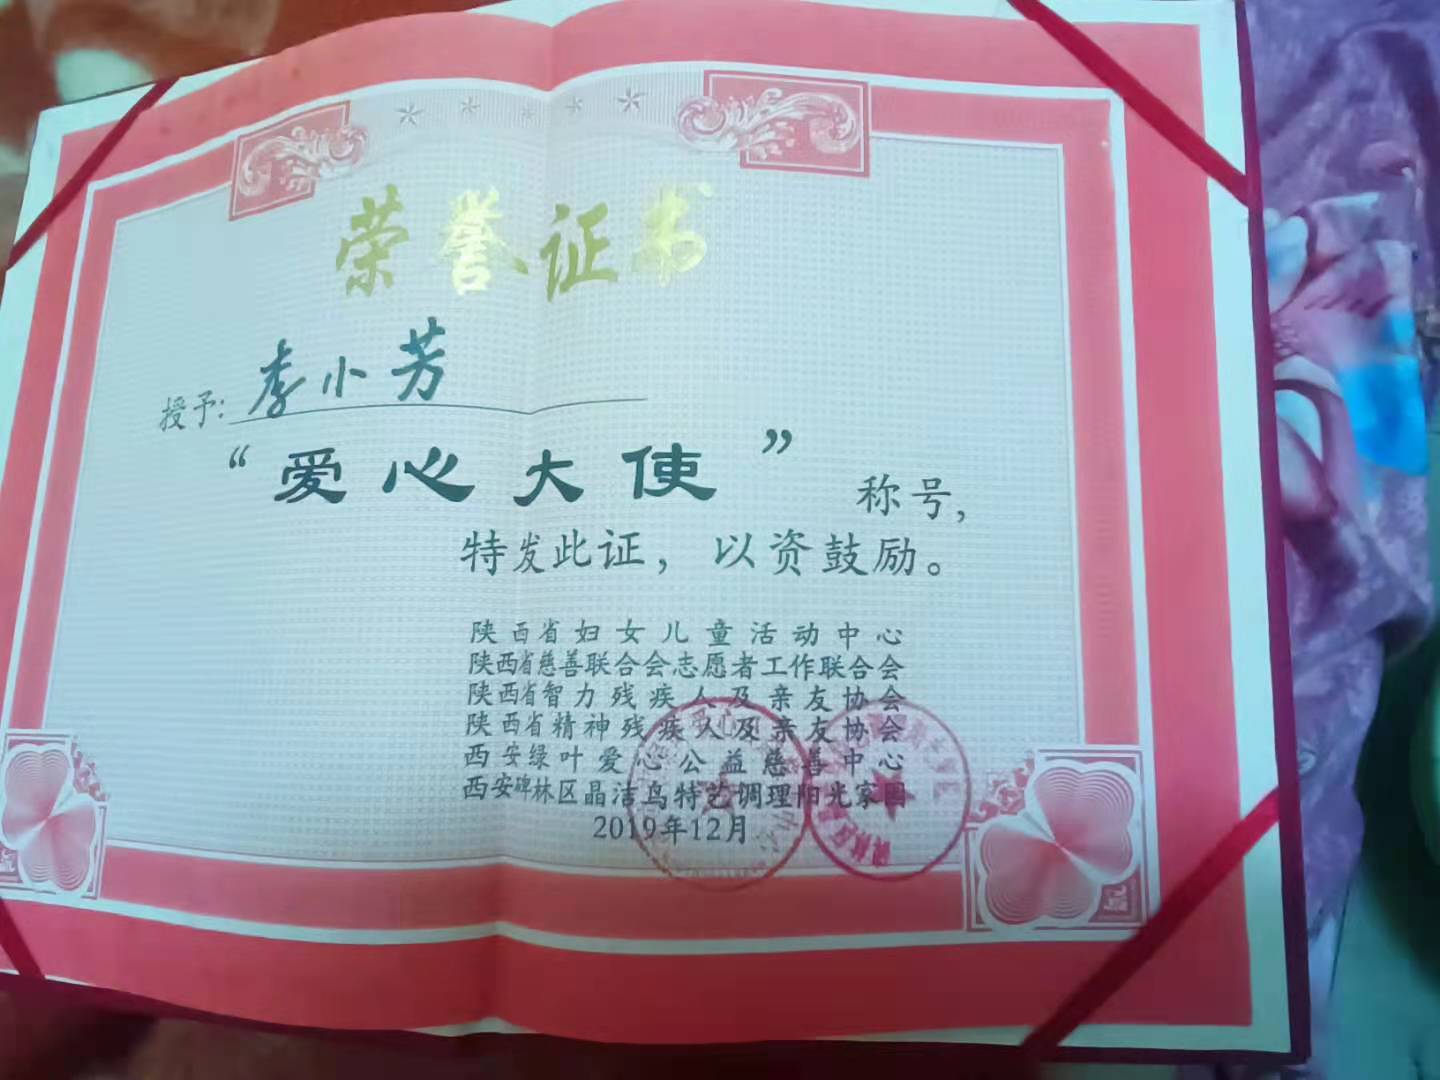 荣誉证书
授予：李小芳
“爱心大使”称号，
特发此证，以资鼓励。
陕西省妇女儿童活动中心
陕西省慈善联合会志愿者工作联合会
陕西省智力残疾人及亲友协会
陕西省精神残疾人及亲友协会
西安绿叶爱心公益慈善中心
西安碑林区晶洁鸟特艺调理阳光家园
2019年12月